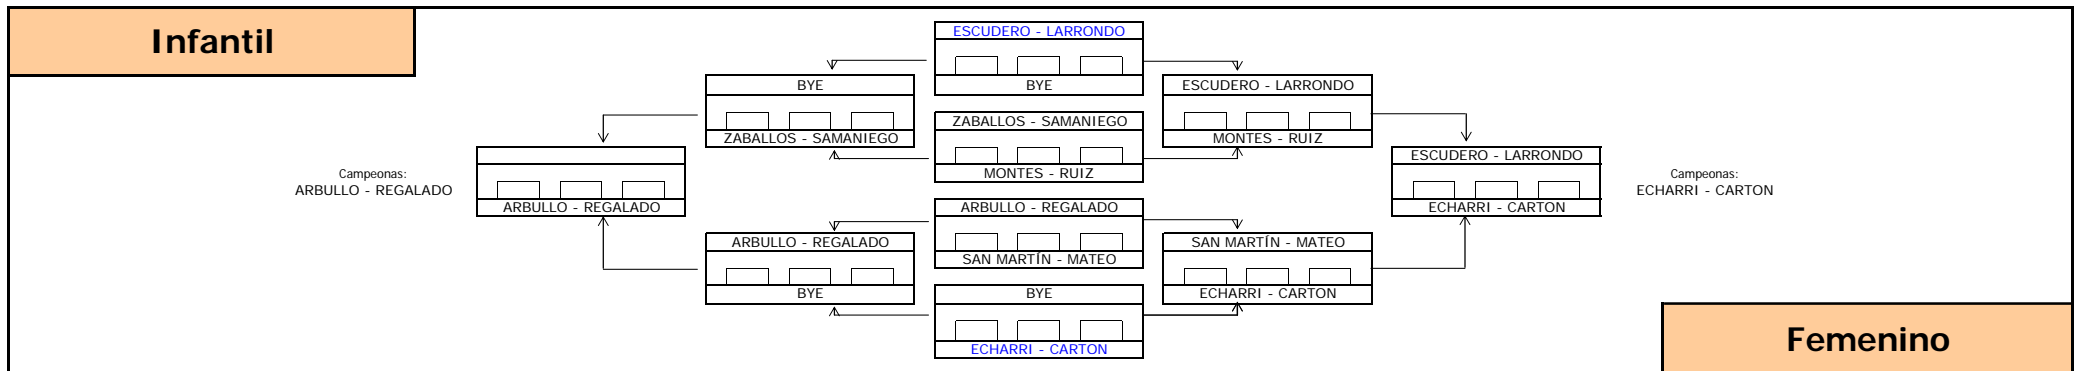 Infantil
ESCUDERO - LARRONDO
BYE
BYE
ESCUDERO - LARRONDO
ZABALLOS - SAMANIEGO
ZABALLOS - SAMANIEGO
MONTES - RUIZ
MONTES - RUIZ
ESCUDERO - LARRONDO
Campeonas:
ARBULLO - REGALADO
Campeonas:
ECHARRI - CARTON
ARBULLO - REGALADO
ARBULLO - REGALADO
ECHARRI - CARTON
ARBULLO - REGALADO
SAN MARTÍN - MATEO
SAN MARTÍN - MATEO
BYE
BYE
ECHARRI - CARTON
ECHARRI - CARTON
Femenino